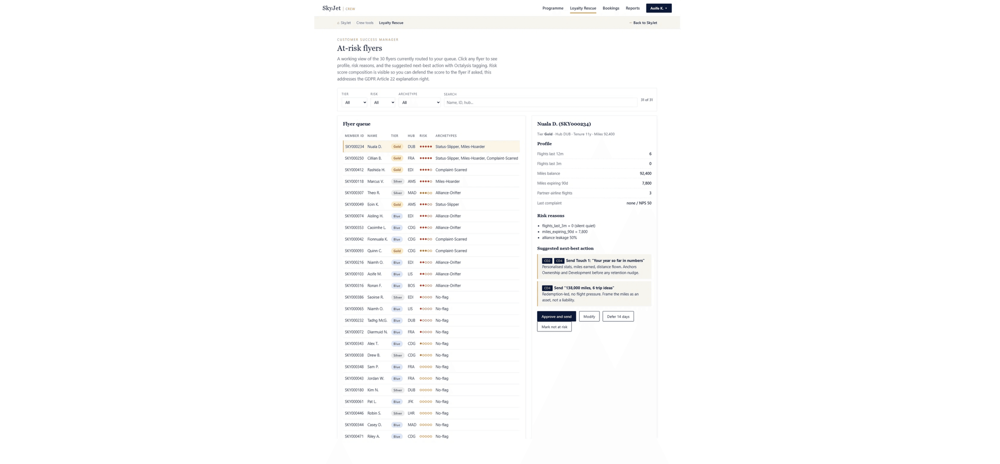 SkyJet | CREW
Programme Loyalty Rescue Bookings Reports Aoife K. ▾
⌂ SkyJet Crew tools Loyalty Rescue ← Back to SkyJet
CUSTOMER SUCCESS MANAGER
At-risk flyers
A working view of the 30 flyers currently routed to your queue. Click any flyer to see
profile, risk reasons, and the suggested next-best action with Octalysis tagging. Risk
score composition is visible so you can defend the score to the flyer if asked, this
addresses the GDPR Article 22 explanation right.
TIER RISK ARCHETYPE SEARCH
All All All Name, ID, hub... 31 of 31
Flyer queue
MEMBER ID NAME TIER HUB RISK ARCHETYPES
SKY000234 Nuala D. Gold DUB ●●●●● Status-Slipper, Miles-Hoarder
SKY000250 Cillian B. Gold FRA ●●●●● Status-Slipper, Miles-Hoarder, Complaint-Scarred
SKY000412 Rashida H. Gold EDI ●●●●○ Complaint-Scarred
SKY000118 Marcus V. Silver AMS ●●●●○ Miles-Hoarder
SKY000307 Theo R. Silver MAD ●●●○○ Alliance-Drifter
SKY000049 Eoin K. Gold AMS ●●●○○ Status-Slipper
SKY000074 Aisling H. Blue EDI ●●●○○ Alliance-Drifter
SKY000353 Caoimhe L. Blue CDG ●●●○○ Alliance-Drifter
SKY000042 Fionnuala K. Blue CDG ●●●○○ Complaint-Scarred
SKY000093 Quinn C. Gold CDG ●●●○○ Complaint-Scarred
SKY000216 Niamh O. Blue EDI ●●○○○ Alliance-Drifter
SKY000103 Aoife M. Blue LIS ●●○○○ Alliance-Drifter
SKY000316 Ronan F. Blue BOS ●●○○○ Alliance-Drifter
SKY000386 Saoirse R. Silver EDI ●○○○○ No-flag
SKY000065 Niamh O. Blue LIS ●○○○○ No-flag
SKY000232 Tadhg McG. Blue DUB ●○○○○ No-flag
SKY000072 Diarmuid N. Blue FRA ●○○○○ No-flag
SKY000343 Alex T. Blue CDG ●○○○○ No-flag
SKY000038 Drew B. Silver CDG ●○○○○ No-flag
SKY000348 Sam P. Blue FRA ○○○○○ No-flag
SKY000043 Jordan W. Blue FRA ○○○○○ No-flag
SKY000180 Kim N. Silver DUB ○○○○○ No-flag
SKY000061 Pat L. Blue JFK ○○○○○ No-flag
SKY000446 Robin S. Silver LHR ○○○○○ No-flag
SKY000344 Casey D. Blue MAD ○○○○○ No-flag
SKY000471 Riley A. Blue CDG ○○○○○ No-flag
Nuala D. (SKY000234)
Tier Gold · Hub DUB · Tenure 11y · Miles 92,400
Profile
Flights last 12m 6
Flights last 3m 0
Miles balance 92,400
Miles expiring 90d 7,800
Partner-airline flights 3
Last complaint none / NPS 50
Risk reasons
• flights_last_3m = 0 (silent quiet)
• miles_expiring_90d = 7,800
• alliance leakage 50%
Suggested next-best action
CD2 CD4 Send Touch 1: "Your year so far in numbers"
Personalised stats, miles earned, distance flown. Anchors
Ownership and Development before any retention nudge.
CD4 Send "138,000 miles, 6 trip ideas"
Redemption-led, no flight pressure. Frame the miles as an
asset, not a liability.
Approve and send Modify Defer 14 days
Mark not at risk